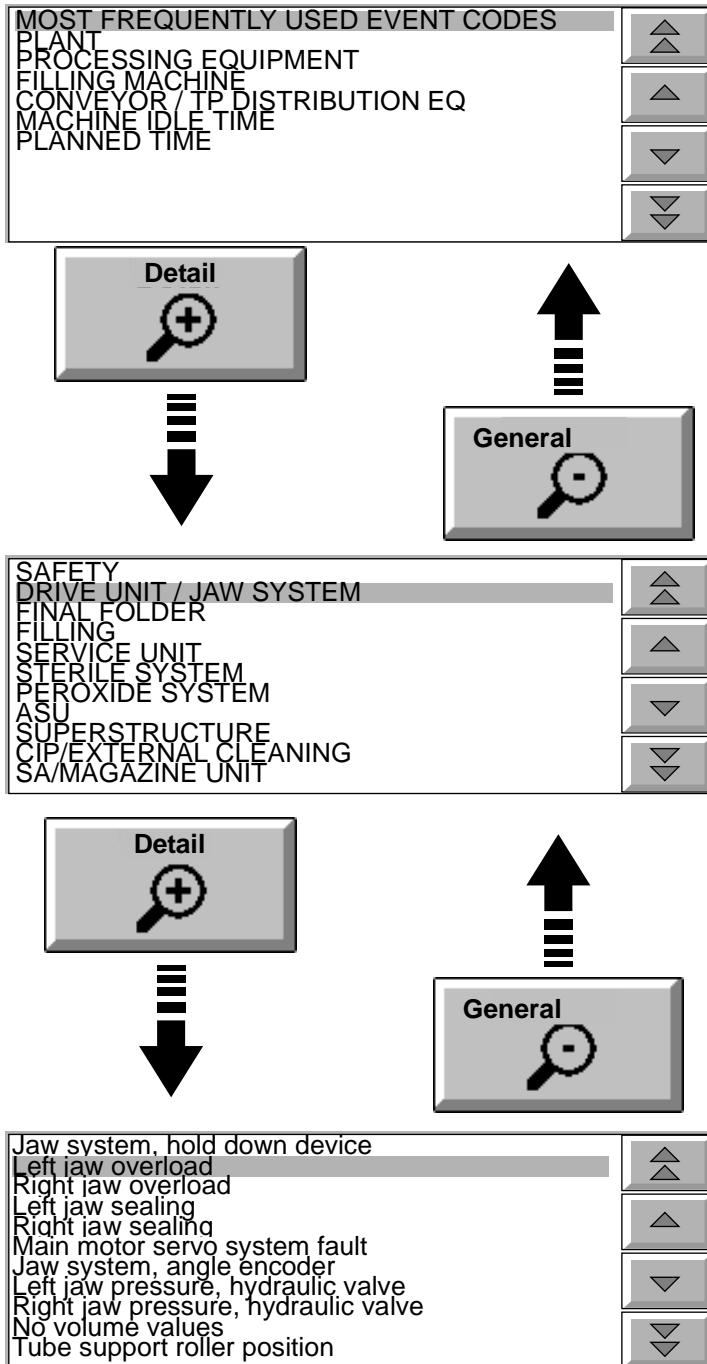 MOST FREQUENTLY USED EVENT CODES
PLANT
PROCESSING EQUIPMENT
FILLING MACHINE
CONVEYOR / TP DISTRIBUTION EQ
MACHINE IDLE TIME
PLANNED TIME
Detail
General
SAFETY
DRIVE UNIT / JAW SYSTEM
FINAL FOLDER
FILLING
SERVICE UNIT
STERILE SYSTEM
PEROXIDE SYSTEM
ASU
SUPERSTRUCTURE
CIP/EXTERNAL CLEANING
SA/MAGAZINE UNIT
Detail
General
Jaw system, hold down device
Left jaw overload
Right jaw overload
Left jaw sealing
Right jaw sealing
Main motor servo system fault
Jaw system, angle encoder
Left jaw pressure, hydraulic valve
Right jaw pressure, hydraulic valve
No volume values
Tube support roller position